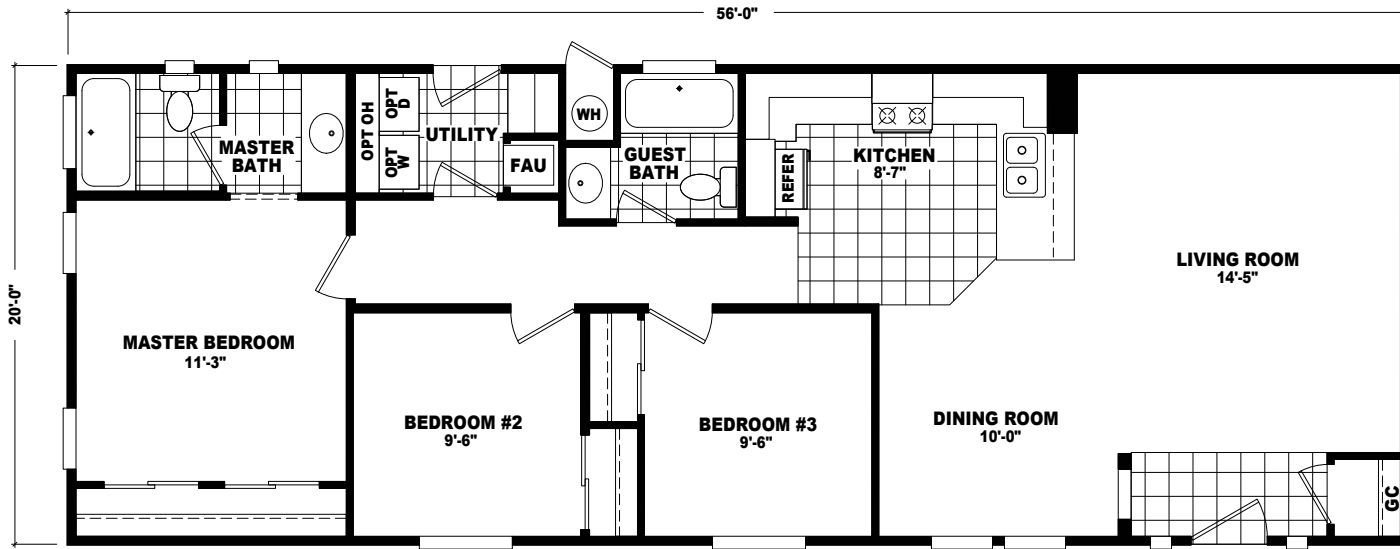 56'-0"
20'-0"
MASTER
BATH
OPT OH
OPT
D
OPT
W
UTILITY
FAU
WH
GUEST
BATH
REFER
KITCHEN
8'-7"
LIVING ROOM
14'-5"
MASTER BEDROOM
11'-3"
BEDROOM #2
9'-6"
BEDROOM #3
9'-6"
DINING ROOM
10'-0"
GC